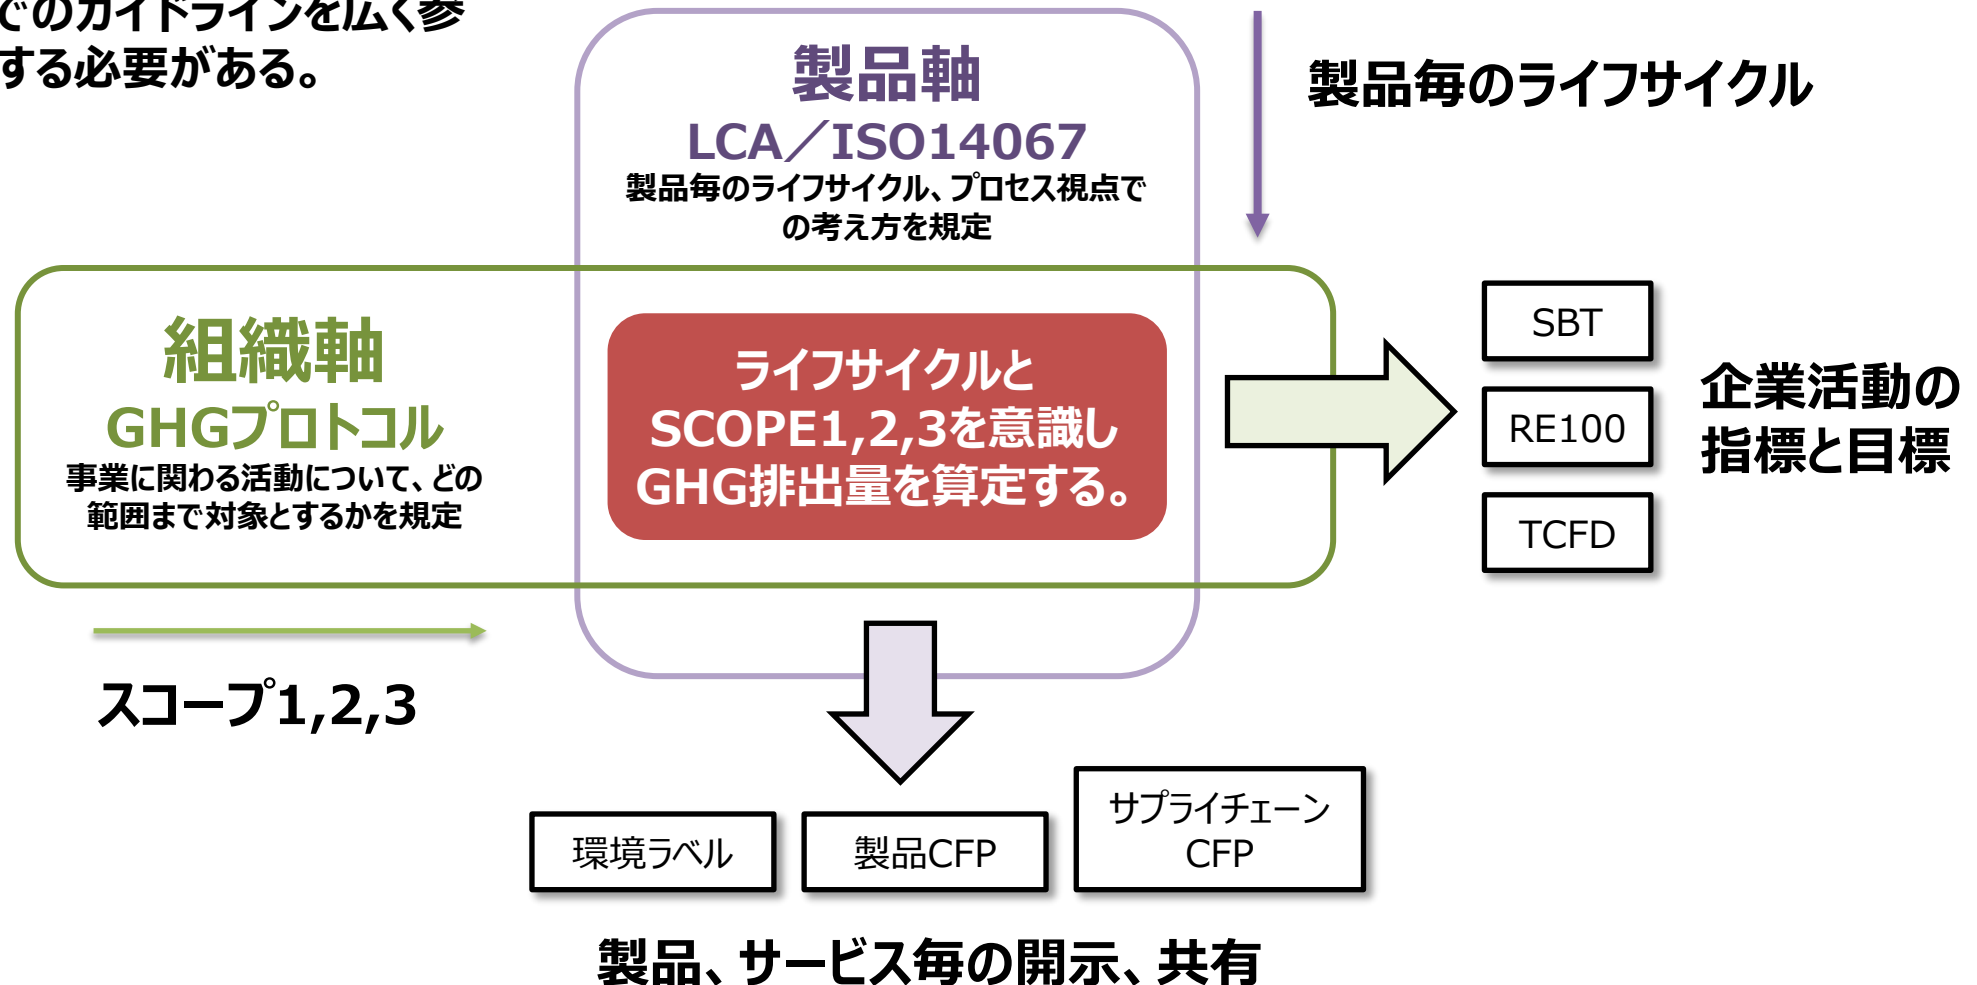 でのガイドラインを広く参
する必要がある。
製品軸
LCA／ISO14067
製品毎のライフサイクル、プロセス視点で
の考え方を規定
製品毎のライフサイクル
組織軸
GHGプロトコル
事業に関わる活動について、どの
範囲まで対象とするかを規定
ライフサイクルと
SCOPE1,2,3を意識し
GHG排出量を算定する。
SBT
RE100
TCFD
企業活動の
指標と目標
スコープ1,2,3
環境ラベル
製品CFP
サプライチェーン
CFP
製品、サービス毎の開示、共有